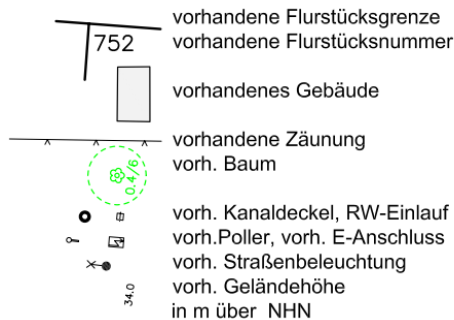 vorhandene Flurstücksgrenze
752 vorhandene Flurstücksnummer
vorhandenes Gebäude
vorhandene Zäunung
0.4/6 vorh. Baum
vorh. Kanaldeckel, RW-Einlauf
vorh.Poller, vorh. E-Anschluss
vorh. Straßenbeleuchtung
34.0 vorh. Geländehöhe
in m über NHN